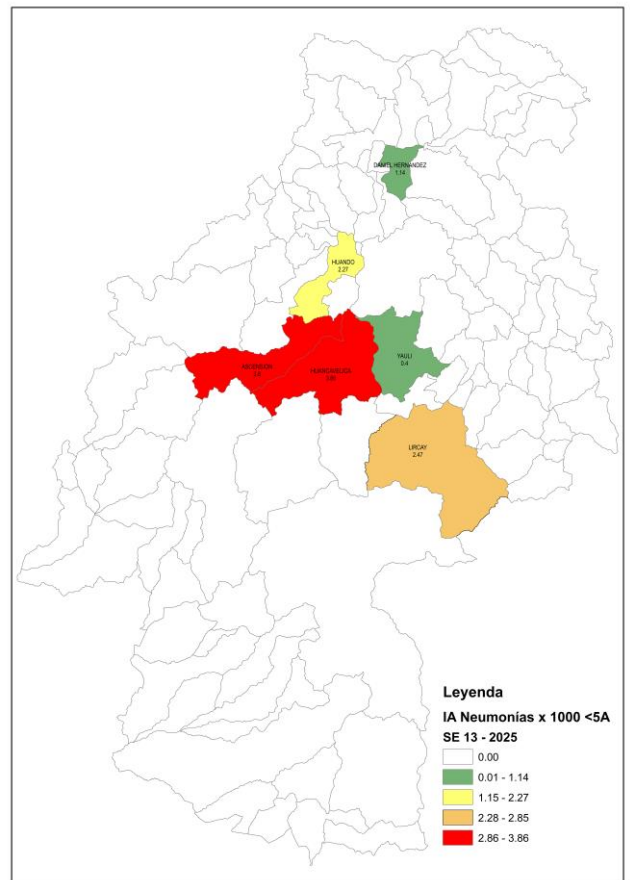 DANIEL HERNANDEZ
1.14
HUANDO
2.27
ASCENSION
HUANCAVELICA
YAULI
0.4
LIRCAY
2.47
Leyenda
IA Neumonías x 1000 <5A
SE 13 - 2025
0.00
0.01 - 1.14
1.15 - 2.27
2.28 - 2.85
2.86 - 3.86